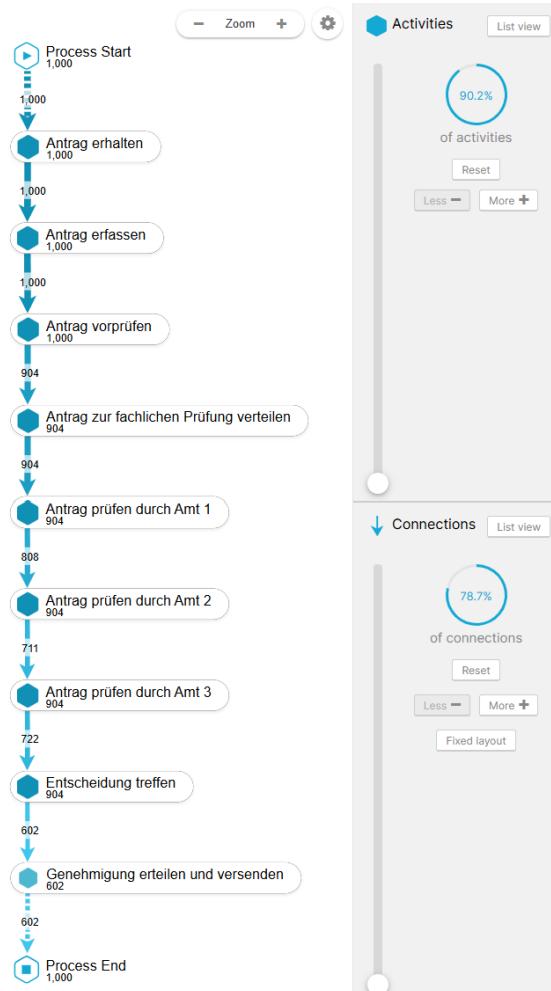 − Zoom +
Process Start
1,000
1,000
Antrag erhalten
1,000
1,000
Antrag erfassen
1,000
1,000
Antrag vorprüfen
1,000
904
Antrag zur fachlichen Prüfung verteilen
904
904
Antrag prüfen durch Amt 1
904
808
Antrag prüfen durch Amt 2
904
711
Antrag prüfen durch Amt 3
904
722
Entscheidung treffen
904
602
Genehmigung erteilen und versenden
602
602
Process End
1,000
Activities
List view
90.2%
of activities
Reset
Less −
More +
Connections
List view
78.7%
of connections
Reset
Less −
More +
Fixed layout